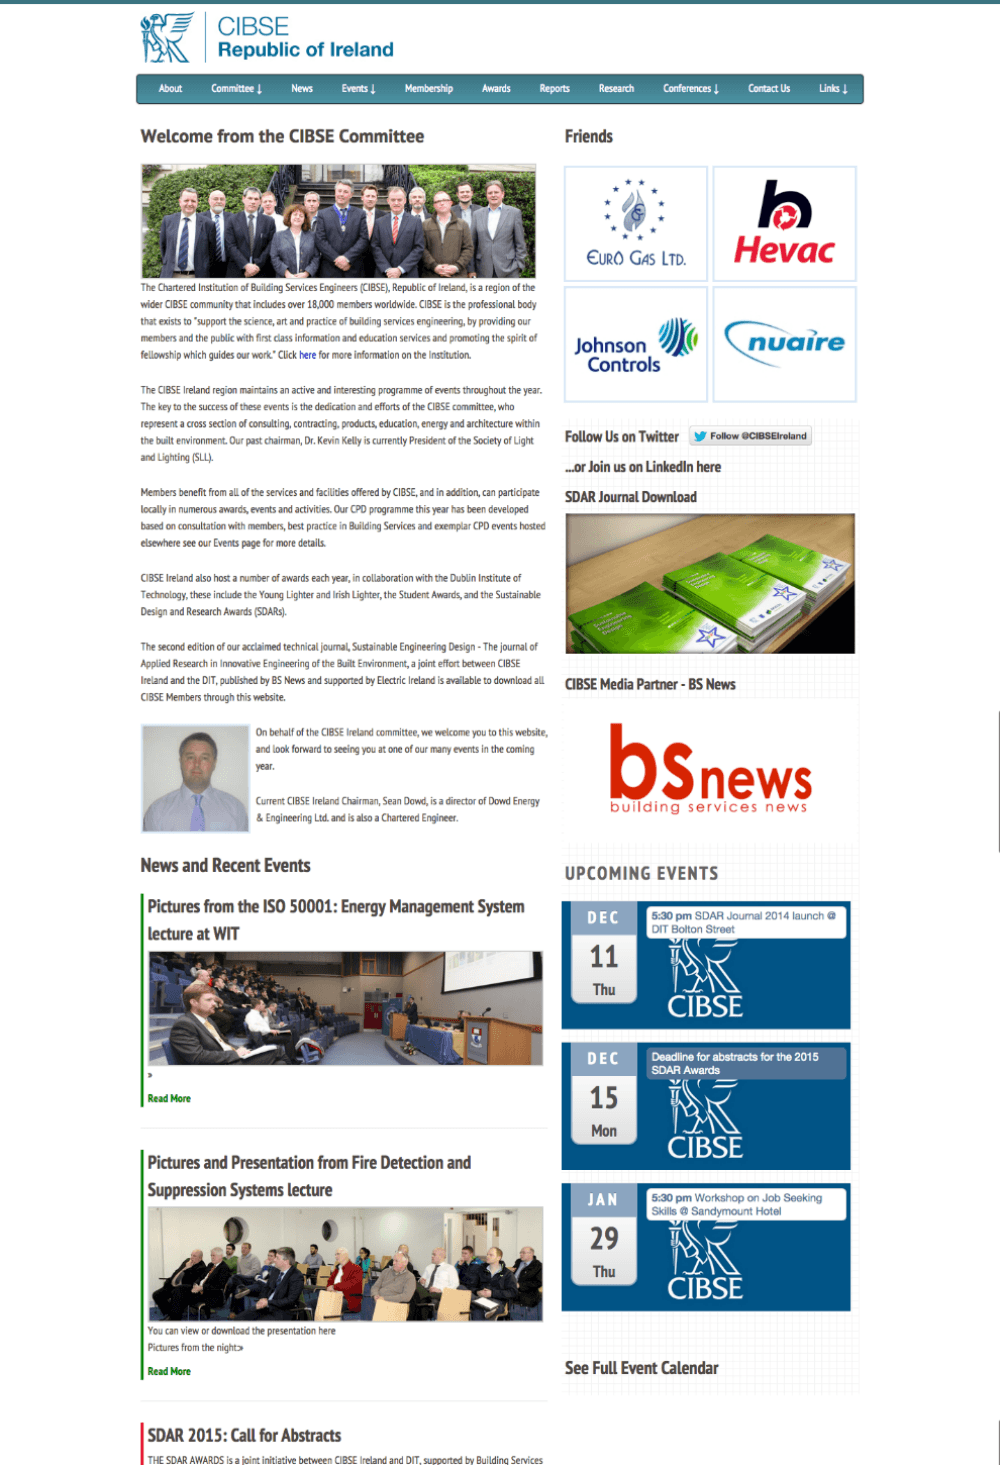 CIBSE
Republic of Ireland
About Committee ↓ News Events ↓ Membership Awards Reports Research Conferences ↓ Contact Us Links ↓
Welcome from the CIBSE Committee
The Chartered Institution of Building Services Engineers (CIBSE), Republic of Ireland, is a region of the
wider CIBSE community that includes over 18,000 members worldwide. CIBSE is the professional body
that exists to "support the science, art and practice of building services engineering, by providing our
members and the public with first class information and education services and promoting the spirit of
fellowship which guides our work." Click here for more information on the Institution.
The CIBSE Ireland region maintains an active and interesting programme of events throughout the year.
The key to the success of these events is the dedication and efforts of the CIBSE committee, who
represent a cross section of consulting, contracting, products, education, energy and architecture within
the built environment. Our past chairman, Dr. Kevin Kelly is currently President of the Society of Light
and Lighting (SLL).
Members benefit from all of the services and facilities offered by CIBSE, and in addition, can participate
locally in numerous awards, events and activities. Our CPD programme this year has been developed
based on consultation with members, best practice in Building Services and exemplar CPD events hosted
elsewhere see our Events page for more details.
CIBSE Ireland also host a number of awards each year, in collaboration with the Dublin Institute of
Technology, these include the Young Lighter and Irish Lighter, the Student Awards, and the Sustainable
Design and Research Awards (SDARs).
The second edition of our acclaimed technical journal, Sustainable Engineering Design - The journal of
Applied Research in Innovative Engineering of the Built Environment, a joint effort between CIBSE
Ireland and the DIT, published by BS News and supported by Electric Ireland is available to download all
CIBSE Members through this website.
On behalf of the CIBSE Ireland committee, we welcome you to this website,
and look forward to seeing you at one of our many events in the coming
year.
Current CIBSE Ireland Chairman, Sean Dowd, is a director of Dowd Energy
& Engineering Ltd. and is also a Chartered Engineer.
News and Recent Events
Pictures from the ISO 50001: Energy Management System
lecture at WIT
»
Read More
Pictures and Presentation from Fire Detection and
Suppression Systems lecture
You can view or download the presentation here
Pictures from the night:»
Read More
SDAR 2015: Call for Abstracts
THE SDAR AWARDS is a joint initiative between CIBSE Ireland and DIT, supported by Building Services
Friends
EURO GAS LTD.
h
Hevac
Johnson
Controls
nuaire
Follow Us on Twitter Follow @CIBSEIreland
...or Join us on LinkedIn here
SDAR Journal Download
CIBSE Media Partner - BS News
bsnews
building services news
UPCOMING EVENTS
DEC
11
Thu
5:30 pm SDAR Journal 2014 launch @
DIT Bolton Street
CIBSE
DEC
15
Mon
Deadline for abstracts for the 2015
SDAR Awards
CIBSE
JAN
29
Thu
5:30 pm Workshop on Job Seeking
Skills @ Sandymount Hotel
CIBSE
See Full Event Calendar